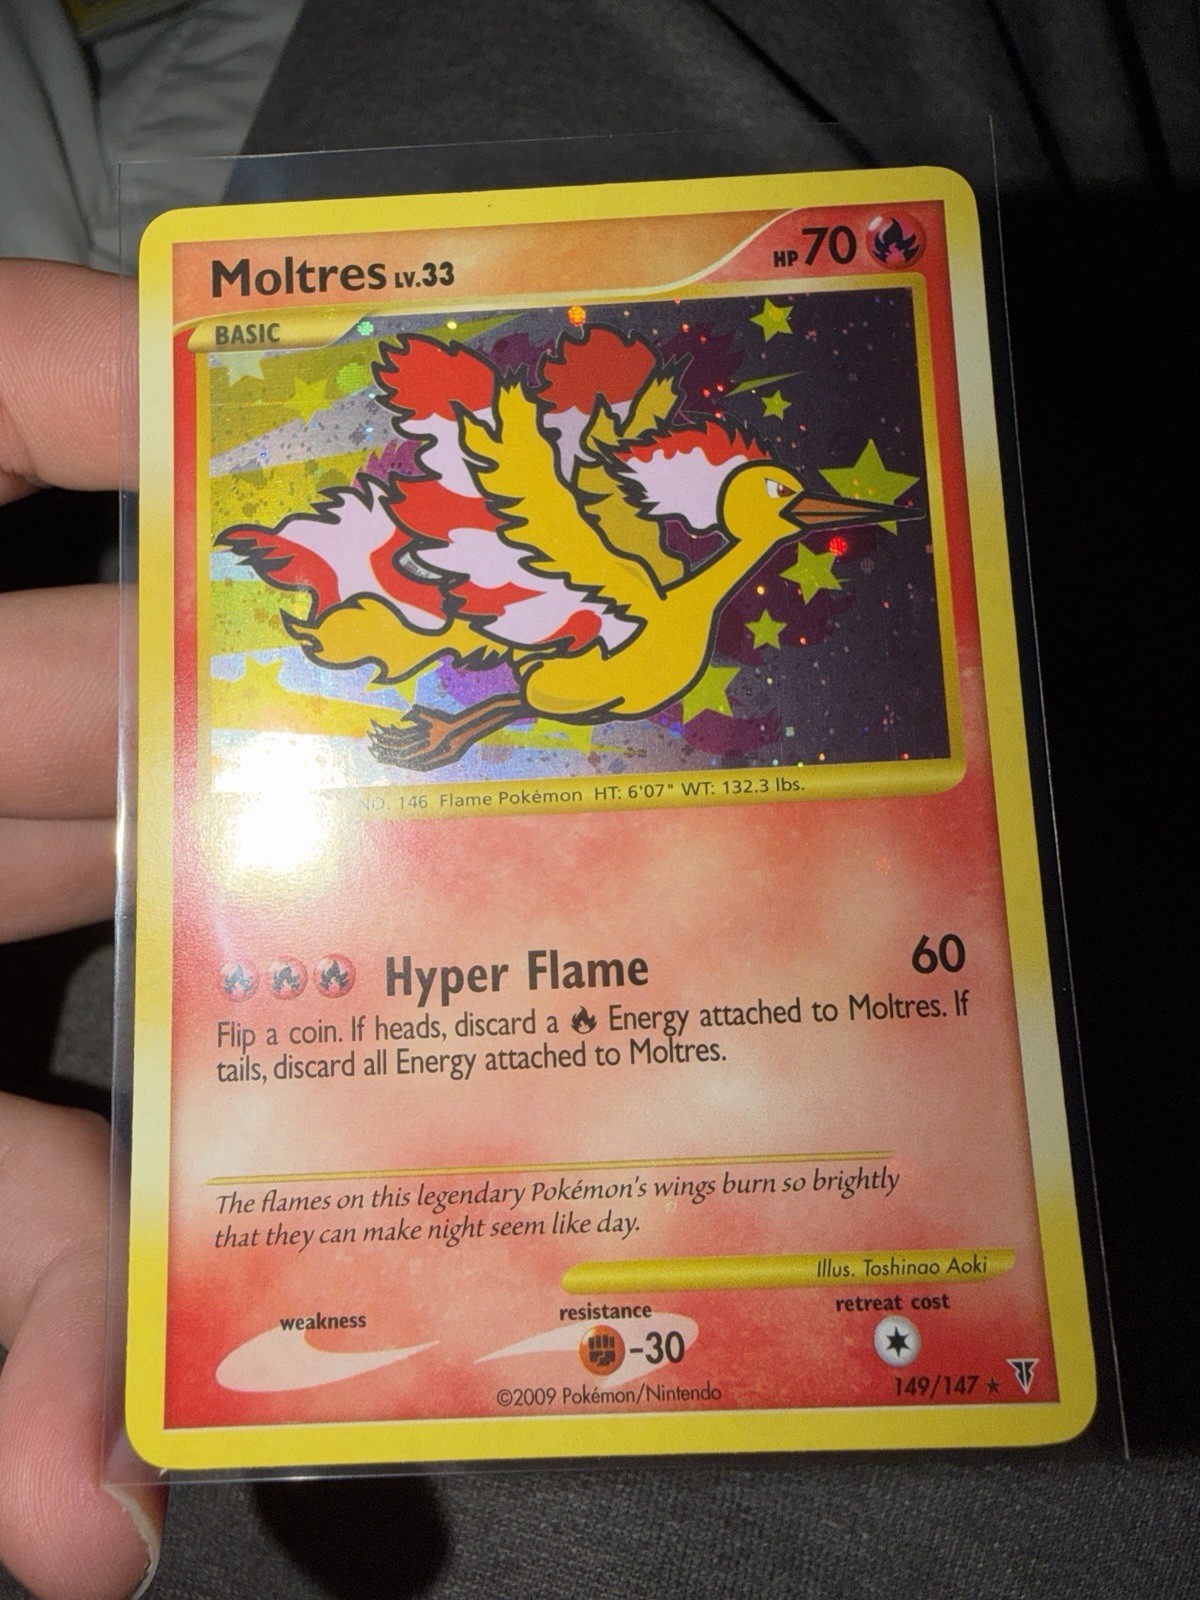 Moltres LV.33
HP 70
BASIC
NO. 146 Flame Pokémon HT: 6'07" WT: 132.3 lbs.
Hyper Flame 60
Flip a coin. If heads, discard a Energy attached to Moltres. If
tails, discard all Energy attached to Moltres.
The flames on this legendary Pokémon's wings burn so brightly
that they can make night seem like day.
Illus. Toshinao Aoki
weakness
resistance
retreat cost
-30
©2009 Pokémon/Nintendo
149/147